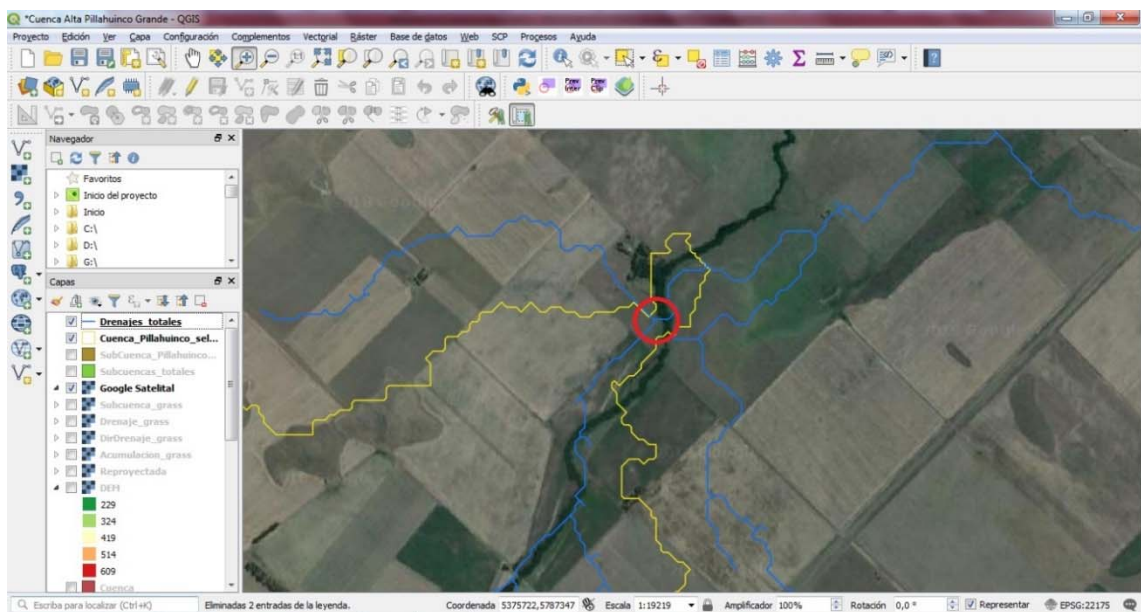 *Cuenca Alta Pillahuinco Grande - QGIS
Proyecto Edición Ver Capa Configuración Complementos Vectorial Ráster Base de datos Web SCP Procesos Ayuda
Navegador
Favoritos
Inicio del proyecto
Inicio
C:\
D:\
G:\
Capas
Drenajes_totales
Cuenca_Pillahuinco_sel...
SubCuenca_Pillahuinco...
Subcuencas_totales
Google Satelital
Subcuenca_grass
Drenaje_grass
DirDrenaje_grass
Acumulación_grass
Reproyectada
DEM
229
324
419
514
609
Cuenca
Escriba para localizar (Ctrl+K) Eliminadas 2 entradas de la leyenda. Coordenada 5375722,5787347 Escala 1:19219 Amplificador 100% Rotación 0,0 ° Representar EPSG:22175